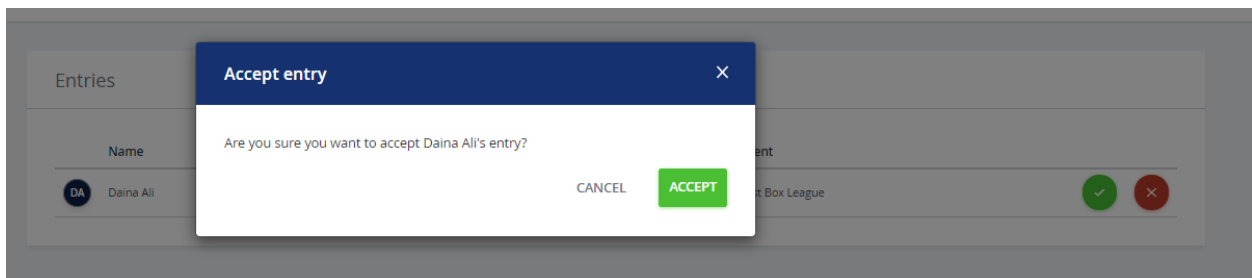 Accept entry
Entries
Are you sure you want to accept Daina Ali's entry?
Name
CANCEL ACCEPT
DA Daina Ali
Box League